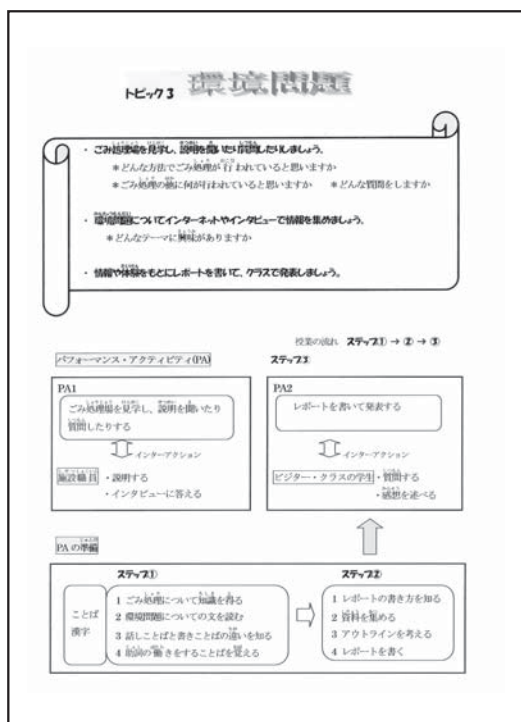 トピック3 環境問題
・ごみ処理場を見学し、説明を聞いたり質問したりしましょう。
＊どんな方法でごみ処理が行われていると思いますか
＊ごみ処理の他に何が行われていると思いますか ＊どんな質問をしますか
・環境問題についてインターネットやインタビューで情報を集めましょう。
＊どんなテーマに興味がありますか
・情報や体験をもとにレポートを書いて、クラスで発表しましょう。
授業の流れ ステップ① → ② → ③
パフォーマンス・アクティビティ(PA)
ステップ③
PA1
ごみ処理場を見学し、説明を聞いたり
質問したりする
インターアクション
施設職員
・説明する
・インタビューに答える
PA2
レポートを書いて発表する
インターアクション
ビジター・クラスの学生
・質問する
・感想を述べる
PAの準備
ことば
漢字
ステップ①
1 ごみ処理について知識を得る
2 環境問題についての文を読む
3 話しことばと書きことばの違いを知る
4 助詞の働きをすることばを覚える
ステップ②
1 レポートの書き方を知る
2 資料を集める
3 アウトラインを考える
4 レポートを書く